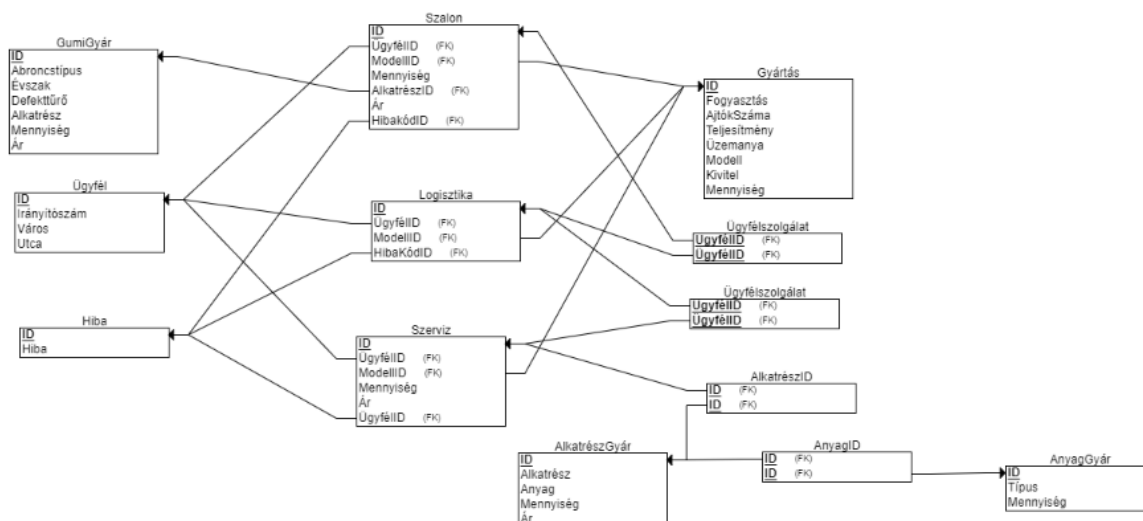 GumiGyár
ID
Abroncstípus
Évszak
Defekttűrő
Alkatrész
Mennyiség
Ár
Ügyfél
ID
Irányítószám
Város
Utca
Hiba
ID
Hiba
Szalon
ID
ÜgyfélID (FK)
ModellID (FK)
Mennyiség
AlkatrészID (FK)
Ár
HibakódID (FK)
Logisztika
ID
ÜgyfélID (FK)
ModellID (FK)
HibaKódID (FK)
Szerviz
ID
ÜgyfélID (FK)
ModellID (FK)
Mennyiség
Ár
ÜgyfélID (FK)
AlkatrészGyár
ID
Alkatrész
Anyag
Mennyiség
Ár
Gyártás
ID
Fogyasztás
AjtókSzáma
Teljesítmény
Üzemanya
Modell
Kivitel
Mennyiség
Ügyfélszolgálat
ÜgyfélID (FK)
ÜgyfélID (FK)
Ügyfélszolgálat
ÜgyfélID (FK)
ÜgyfélID (FK)
AlkatrészID
ID (FK)
ID (FK)
AnyagID
ID (FK)
ID (FK)
AnyagGyár
ID
Típus
Mennyiség